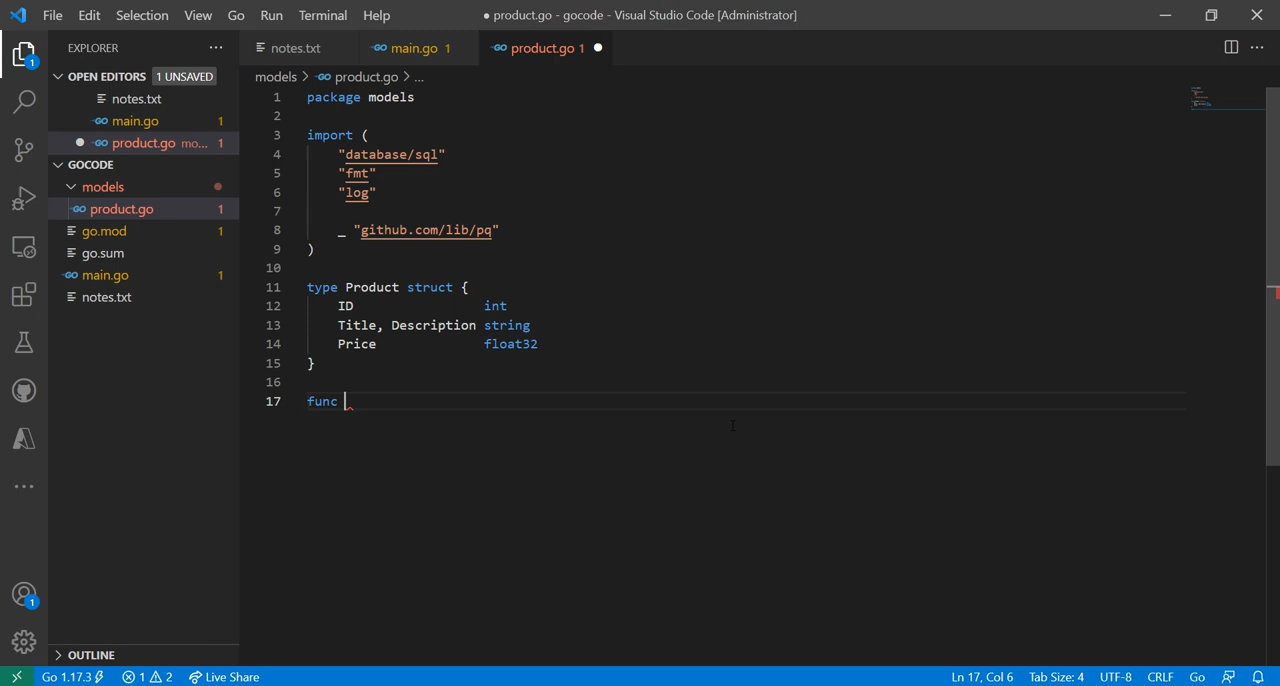 File Edit Selection View Go Run Terminal Help ● product.go - gocode - Visual Studio Code [Administrator]
EXPLORER ...
notes.txt
main.go 1
product.go 1 ●
OPEN EDITORS 1 UNSAVED
notes.txt
main.go 1
product.go mo... 1
GOCODE
models
product.go 1
go.mod 1
go.sum
main.go 1
notes.txt
OUTLINE
models > product.go > ...
1 package models
2
3 import (
4 "database/sql"
5 "fmt"
6 "log"
7
8 _ "github.com/lib/pq"
9 )
10
11 type Product struct {
12 ID int
13 Title, Description string
14 Price float32
15 }
16
17 func
1
1
Go 1.17.3 1 2 Live Share Ln 17, Col 6 Tab Size: 4 UTF-8 CRLF Go